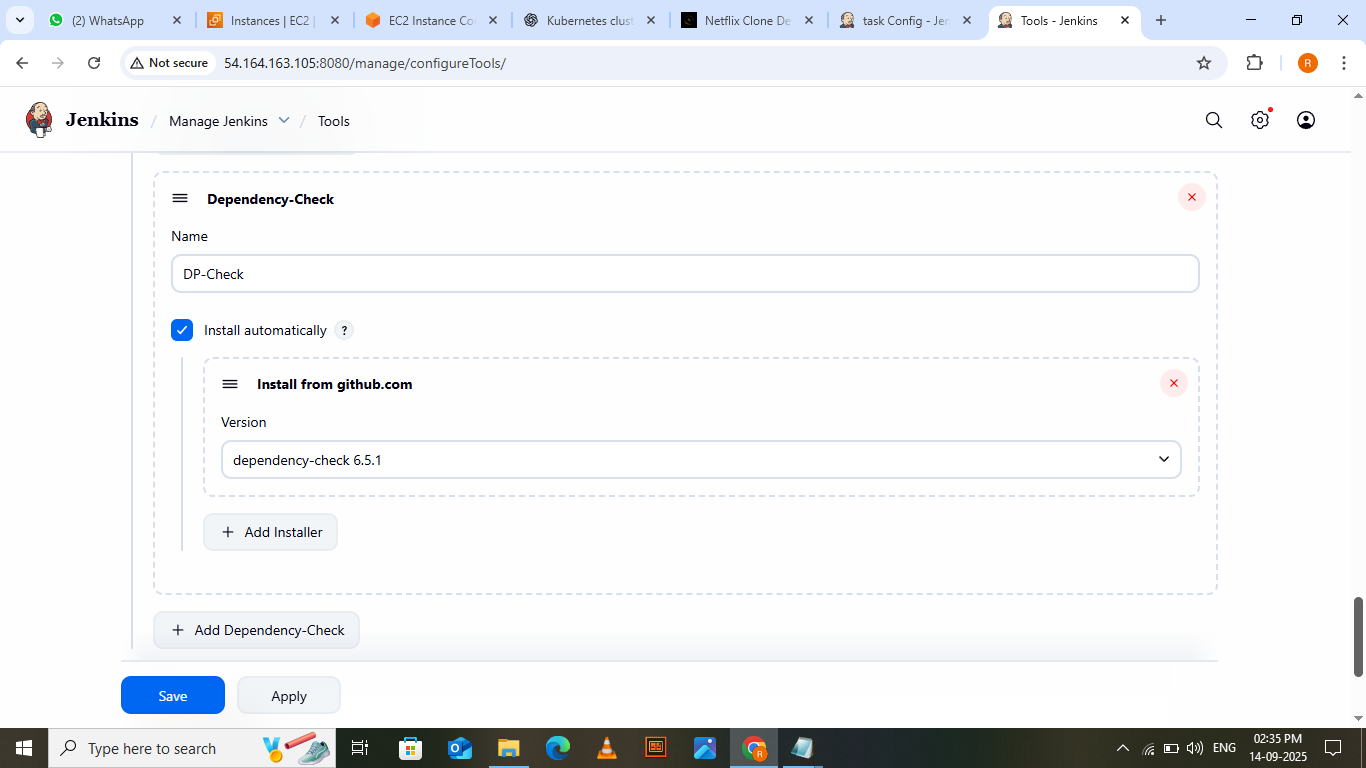 (2) WhatsApp
Instances | EC2 |
EC2 Instance Co
Kubernetes clust
Netflix Clone De
task Config - Jen
Tools - Jenkins
Not secure
54.164.163.105:8080/manage/configureTools/
R
Jenkins / Manage Jenkins / Tools
Dependency-Check
Name
DP-Check
Install automatically ?
Install from github.com
Version
dependency-check 6.5.1
+ Add Installer
+ Add Dependency-Check
Save
Apply
Type here to search
R
ENG
02:35 PM
14-09-2025